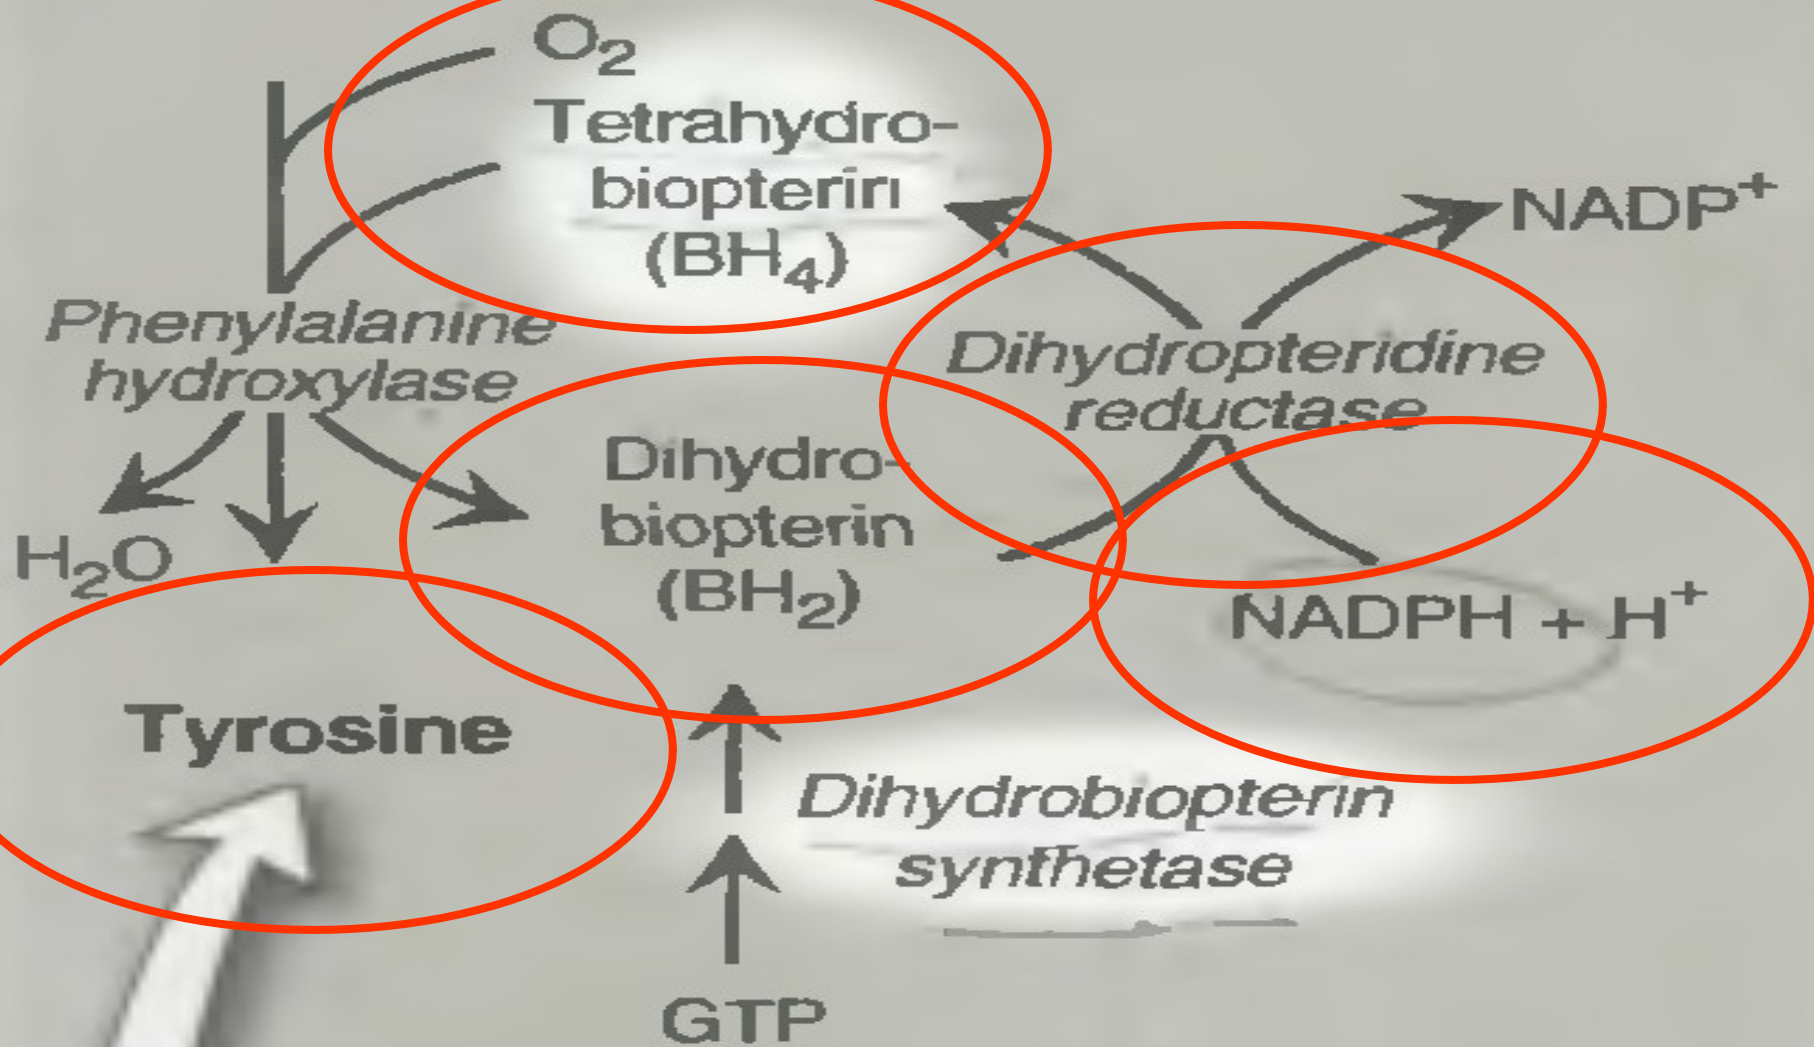 O2
Tetrahydro-
biopterin
(BH4)
NADP+
Phenylalanine
hydroxylase
Dihydropteridine
reductase
Dihydro-
biopterin
(BH2)
H2O
NADPH + H+
Tyrosine
Dihydrobiopterin
synthetase
GTP